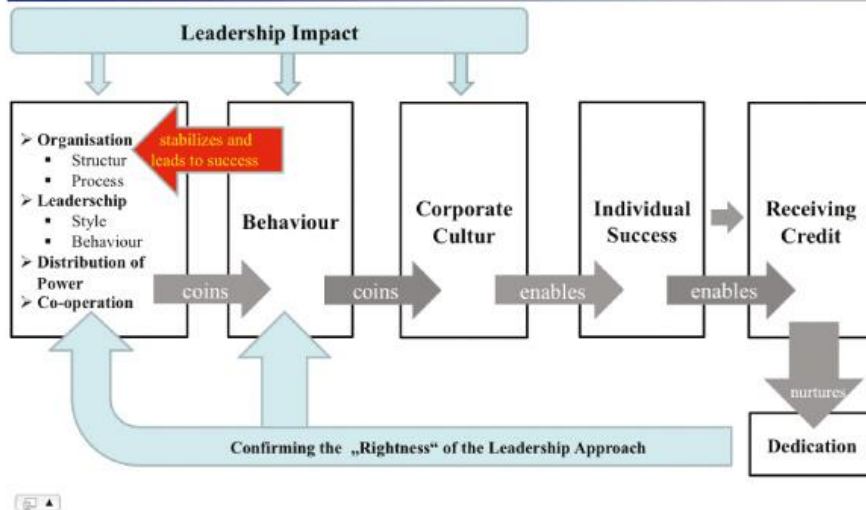 Leadership Impact
➢ Organisation
▪ Structur
▪ Process
➢ Leaderschip
▪ Style
▪ Behaviour
➢ Distribution of
Power
➢ Co-operation
stabilizes and
leads to success
Behaviour
Corporate
Cultur
Individual
Success
Receiving
Credit
coins
coins
enables
enables
nurtures
Dedication
Confirming the „Rightness“ of the Leadership Approach